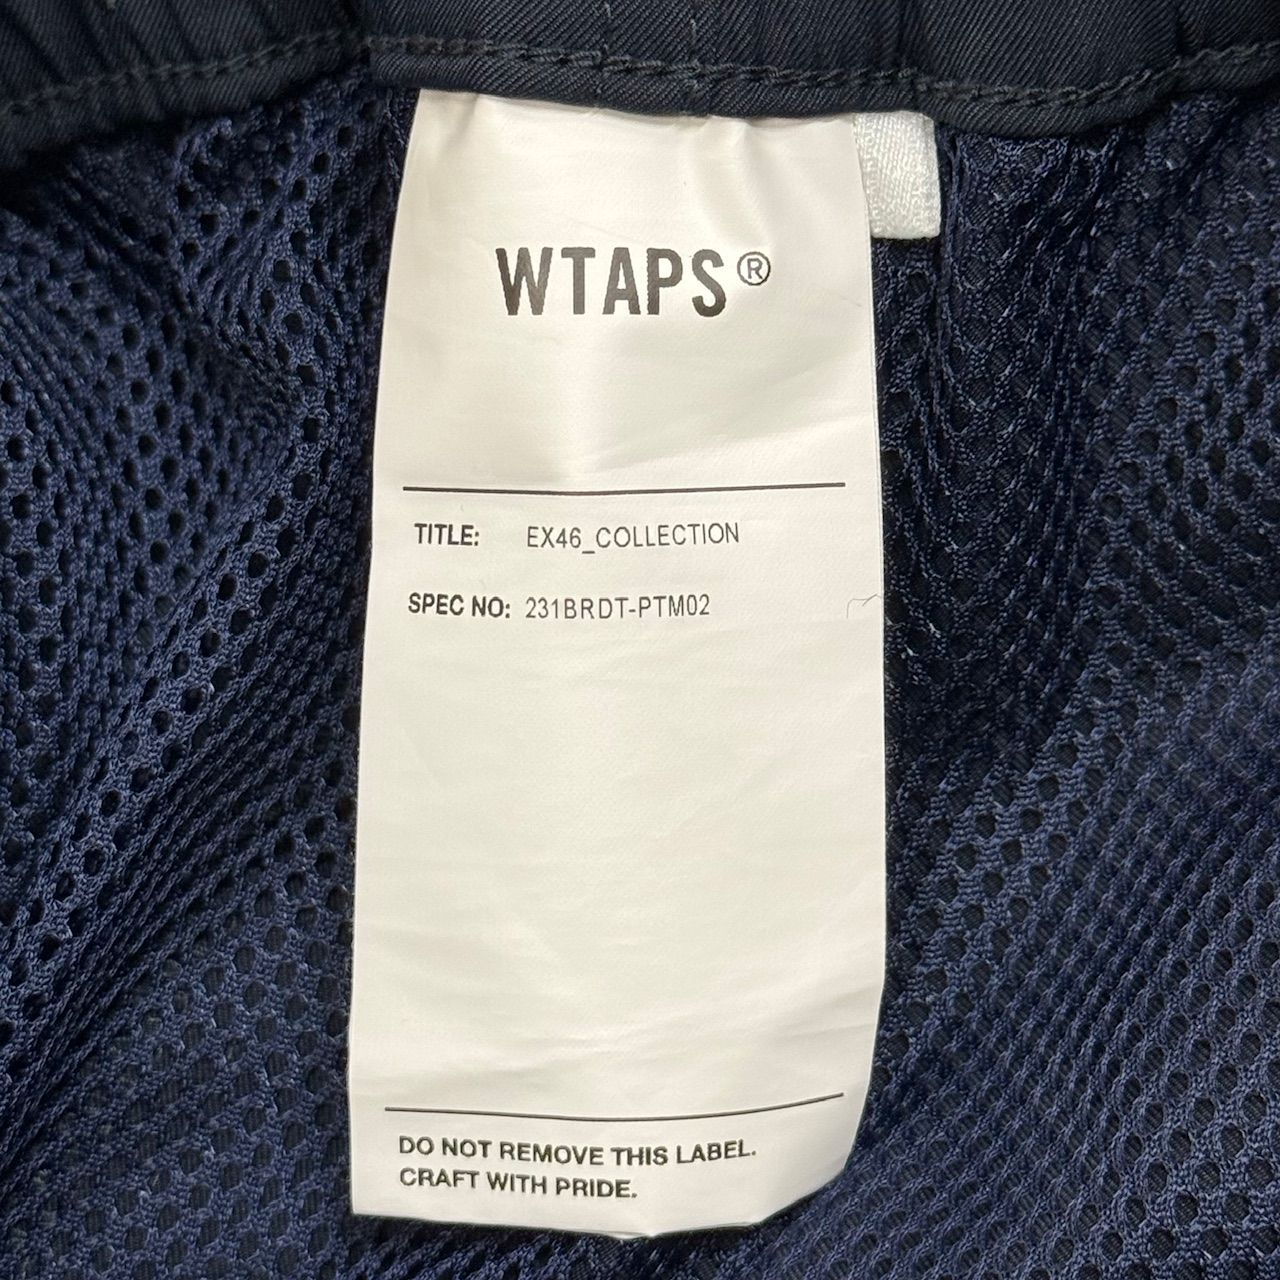 WTAPS®
TITLE: EX46_COLLECTION
SPEC NO: 231BRDT-PTM02
DO NOT REMOVE THIS LABEL.
CRAFT WITH PRIDE.